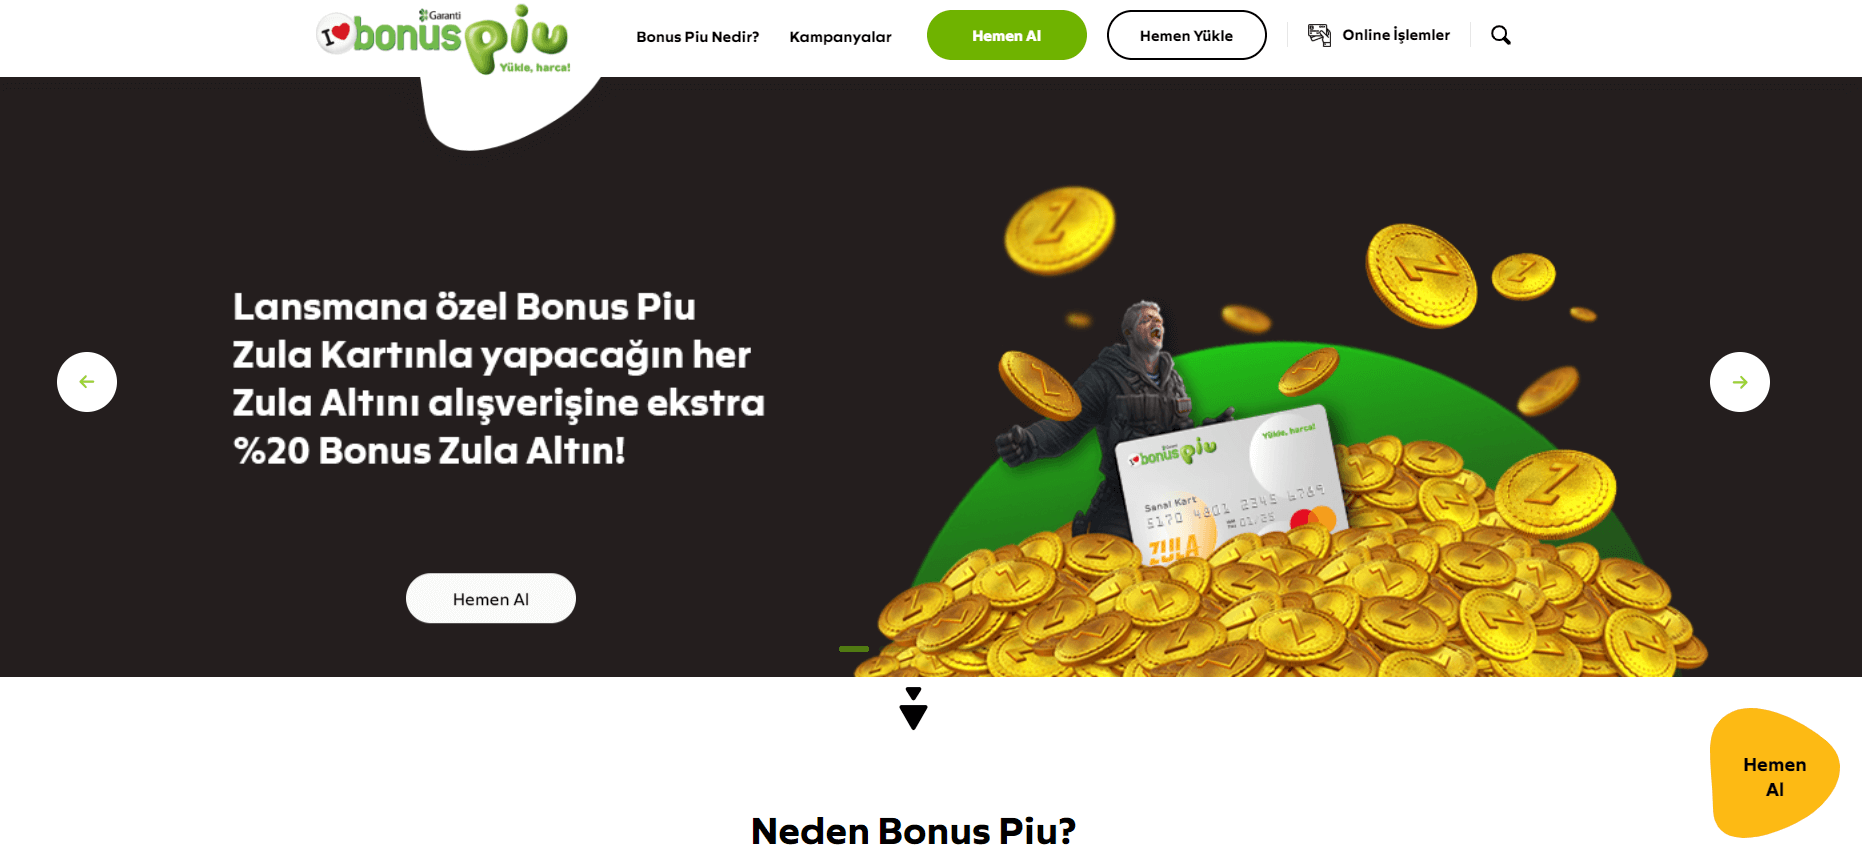 I bonus piu
Garanti
Yükle, harca!
Bonus Piu Nedir?
Kampanyalar
Hemen Al
Hemen Yükle
Online İşlemler
Lansmana özel Bonus Piu
Zula Kartınla yapacağın her
Zula Altını alışverişine ekstra
%20 Bonus Zula Altın!
Hemen Al
I bonus piu
Yükle, harca!
Sanal Kart
5170 4801 2345 6789
01/25
ZULA
Hemen
Al
Neden Bonus Piu?